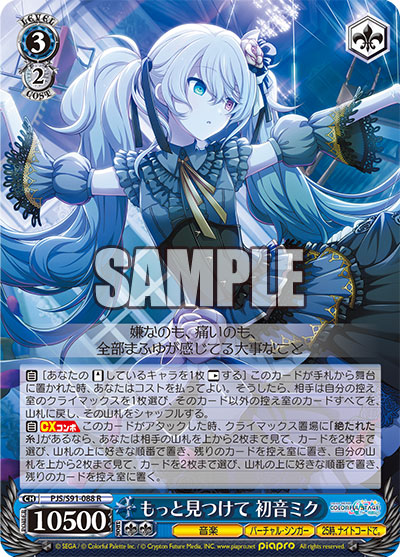 LEVEL
3
2
COST
SAMPLE
嫌なのも、痛いのも、
全部まふゆが感じてる大事なこと
自 [あなたの しているキャラを1枚 する] このカードが手札から舞台
に置かれた時、あなたはコストを払ってよい。そうしたら、相手は自分の控え
室のクライマックスを1枚選び、そのカード以外の控え室のカードすべてを、
山札に戻し、その山札をシャッフルする。
自 CXコンボ このカードがアタックした時、クライマックス置場に「絶たれた
糸」があるなら、あなたは相手の山札を上から2枚まで見て、カードを2枚ま
で選び、山札の上に好きな順番で置き、残りのカードを控え室に置き、自分の
山札を上から2枚まで見て、カードを2枚まで選び、山札の上に好きな順番で
置き、残りのカードを控え室に置く。
CH PJS/S91-088 R
もっと見つけて 初音ミク
POWER
10500
音楽
バーチャル・シンガー
25時、ナイトコードで。
COLORFUL STAGE!
© SEGA / © Colorful Palette Inc. / © Crypton Future Media, INC. www.piapro.net piapro